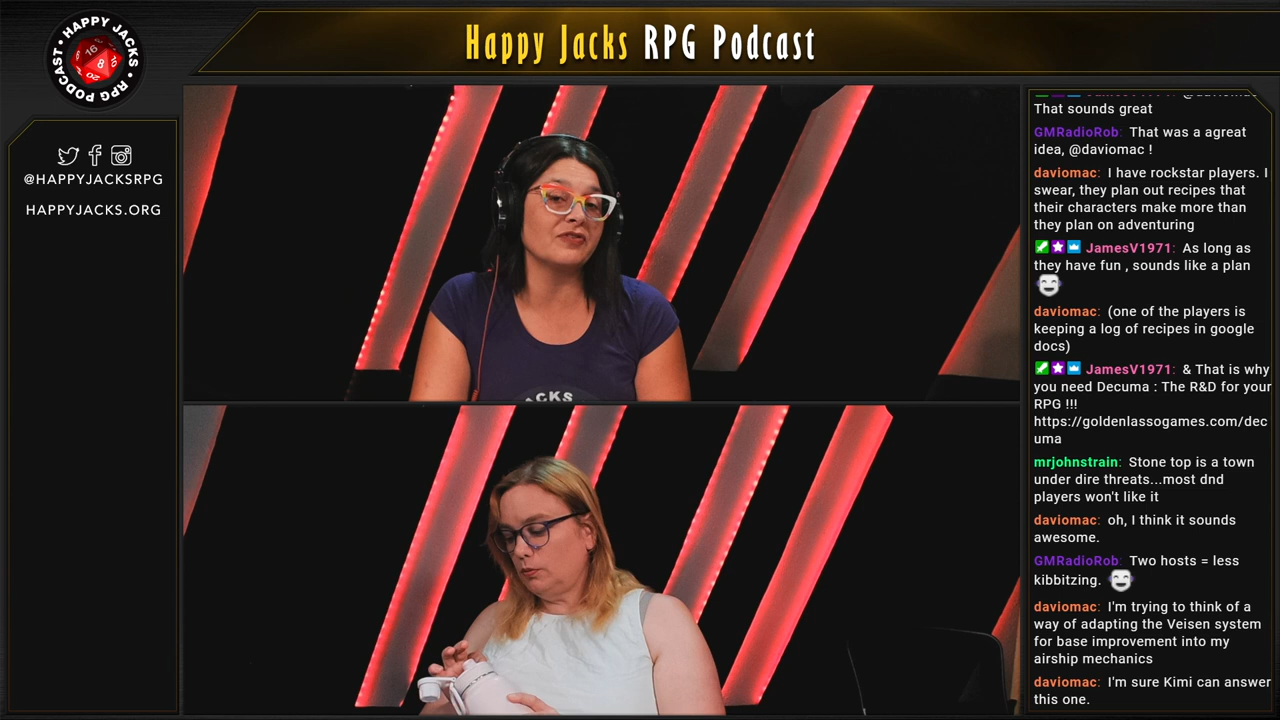 HAPPY JACKS
RPG PODCAST
16
8
10
20
Happy Jacks RPG Podcast
@HAPPYJACKSRPG
HAPPYJACKS.ORG
ACKS
That sounds great
GMRadioRob: That was a agreat
idea, @daviomac !
daviomac: I have rockstar players. I
swear, they plan out recipes that
their characters make more than
they plan on adventuring
JamesV1971: As long as
they have fun , sounds like a plan
daviomac: (one of the players is
keeping a log of recipes in google
docs)
JamesV1971: & That is why
you need Decuma : The R&D for your
RPG !!!
https://goldenlassogames.com/dec
uma
mrjohnstrain: Stone top is a town
under dire threats...most dnd
players won't like it
daviomac: oh, I think it sounds
awesome.
GMRadioRob: Two hosts = less
kibbitzing.
daviomac: I'm trying to think of a
way of adapting the Veisen system
for base improvement into my
airship mechanics
daviomac: I'm sure Kimi can answer
this one.